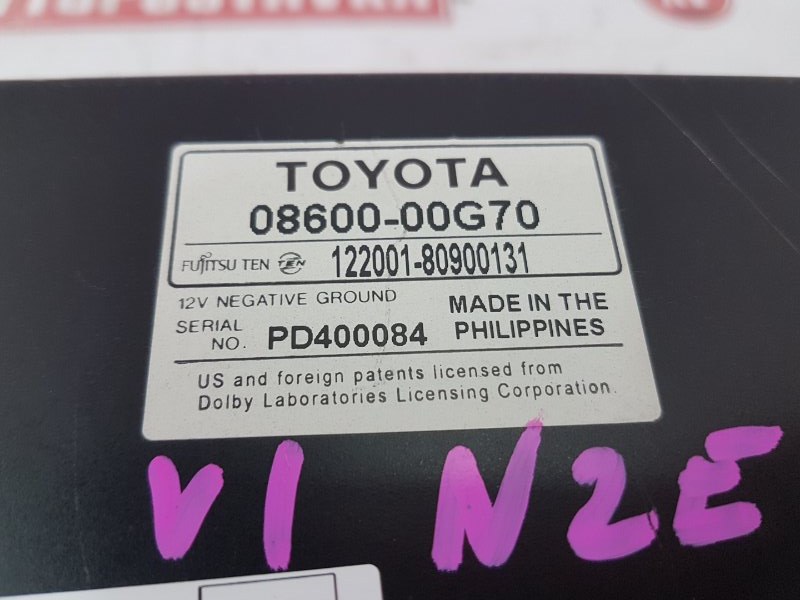 TOYOTA
08600-00G70
FUJITSU TEN TEN 122001-80900131
12V NEGATIVE GROUND
SERIAL NO. PD400084
MADE IN THE PHILIPPINES
US and foreign patents licensed from
Dolby Laboratories Licensing Corporation.
V1 N2E